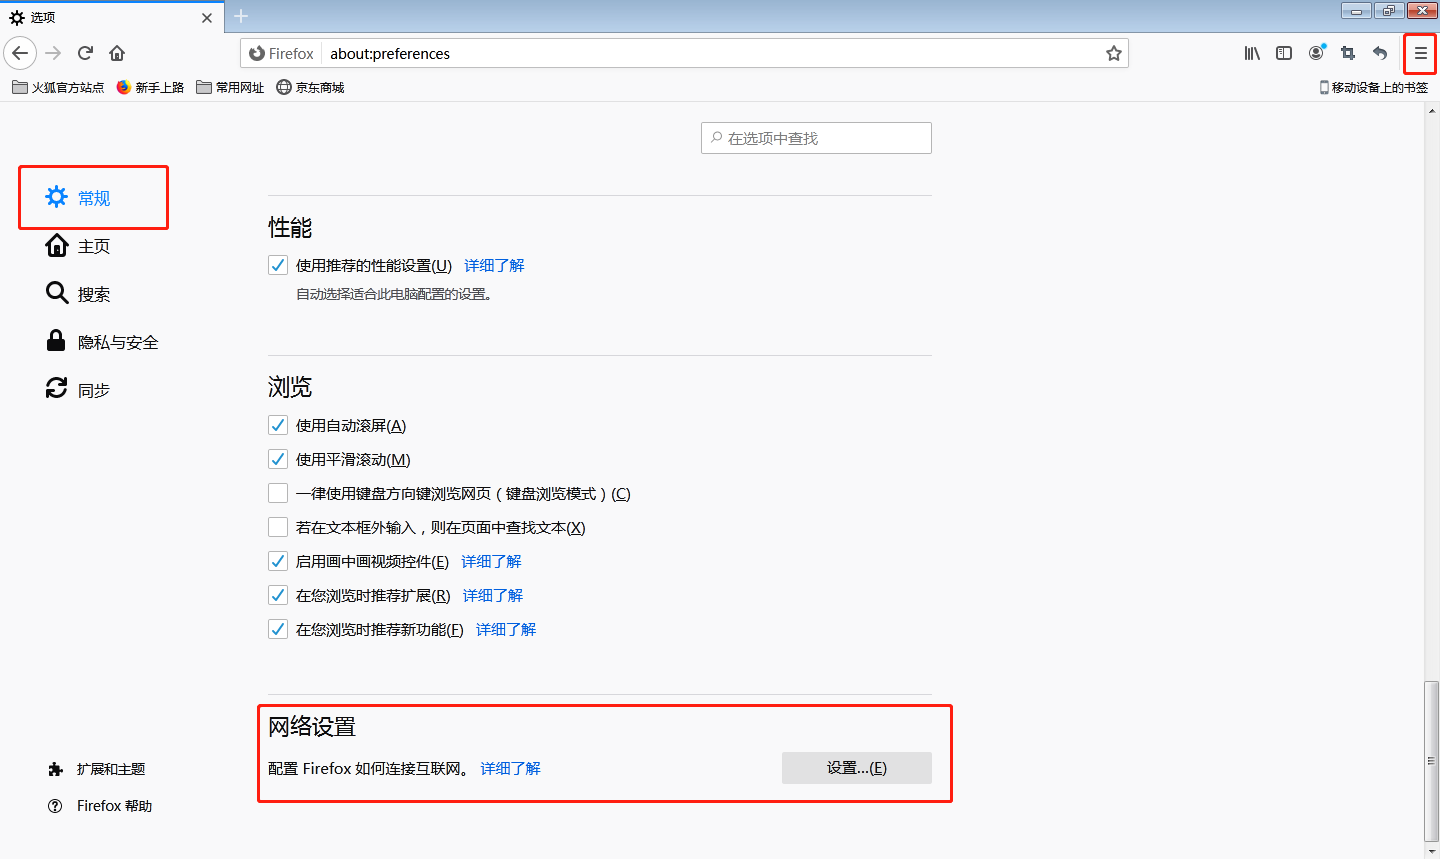 选项
Firefox about:preferences
火狐官方站点 新手上路 常用网址 京东商城 移动设备上的书签
在选项中查找
常规
主页
搜索
隐私与安全
同步
性能
使用推荐的性能设置(U) 详细了解
自动选择适合此电脑配置的设置。
浏览
使用自动滚屏(A)
使用平滑滚动(M)
一律使用键盘方向键浏览网页（键盘浏览模式）(C)
若在文本框外输入，则在页面中查找文本(X)
启用画中画视频控件(E) 详细了解
在您浏览时推荐扩展(R) 详细了解
在您浏览时推荐新功能(F) 详细了解
网络设置
配置 Firefox 如何连接互联网。 详细了解 设置...(E)
扩展和主题
Firefox 帮助